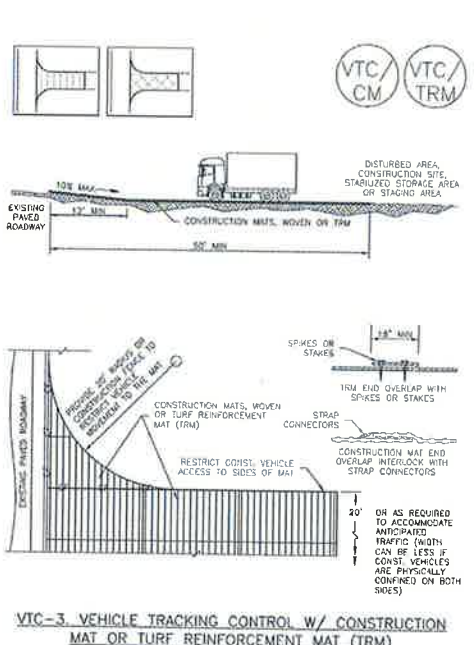 VTC/
CM
VTC/
TRM
DISTURBED AREA,
CONSTRUCTION SITE,
STABILIZED STORAGE AREA
OR STAGING AREA
10% MAX
EXISTING
PAVED
ROADWAY
12' MIN
CONSTRUCTION MATS, WOVEN OR TRM
50' MIN
18" MIN
SPIKES OR
STAKES
TRM END OVERLAP WITH
SPIKES OR STAKES
PROVIDE 20' RADIUS OR
CONSTRUCTION FENCE TO
RESTRICT VEHICLE
MOVEMENT TO THE MAT
CONSTRUCTION MATS, WOVEN
OR TURF REINFORCEMENT
MAT (TRM)
STRAP
CONNECTORS
CONSTRUCTION MAT END
OVERLAP INTERLOCK WITH
STRAP CONNECTORS
EXISTING PAVED ROADWAY
RESTRICT CONST. VEHICLE
ACCESS TO SIDES OF MAT
20' OR AS REQUIRED
TO ACCOMMODATE
ANTICIPATED
TRAFFIC (WIDTH
CAN BE LESS IF
CONST. VEHICLES
ARE PHYSICALLY
CONFINED ON BOTH
SIDES)
VTC-3. VEHICLE TRACKING CONTROL W/ CONSTRUCTION
MAT OR TURF REINFORCEMENT MAT (TRM)